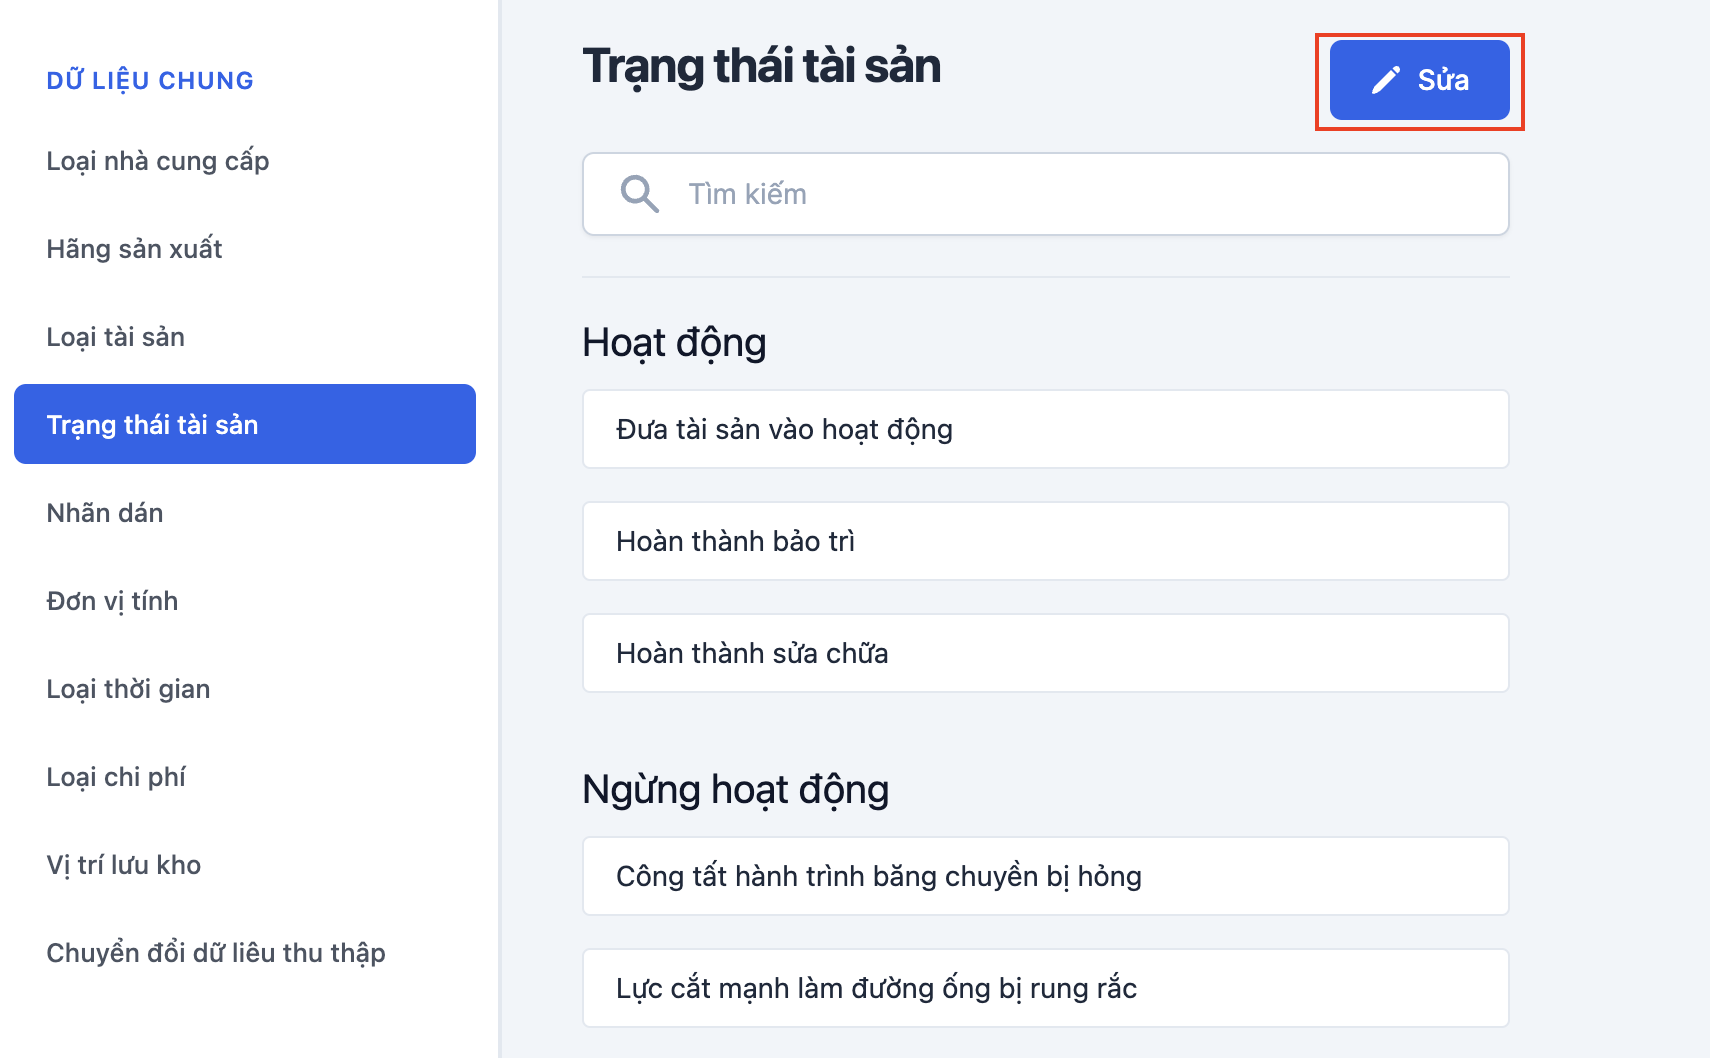 DỮ LIỆU CHUNG
Loại nhà cung cấp
Hãng sản xuất
Loại tài sản
Trạng thái tài sản
Nhãn dán
Đơn vị tính
Loại thời gian
Loại chi phí
Vị trí lưu kho
Chuyển đổi dữ liêu thu thập
Trạng thái tài sản
Sửa
Tìm kiếm
Hoạt động
Đưa tài sản vào hoạt động
Hoàn thành bảo trì
Hoàn thành sửa chữa
Ngừng hoạt động
Công tất hành trình băng chuyền bị hỏng
Lực cắt mạnh làm đường ống bị rung rắc